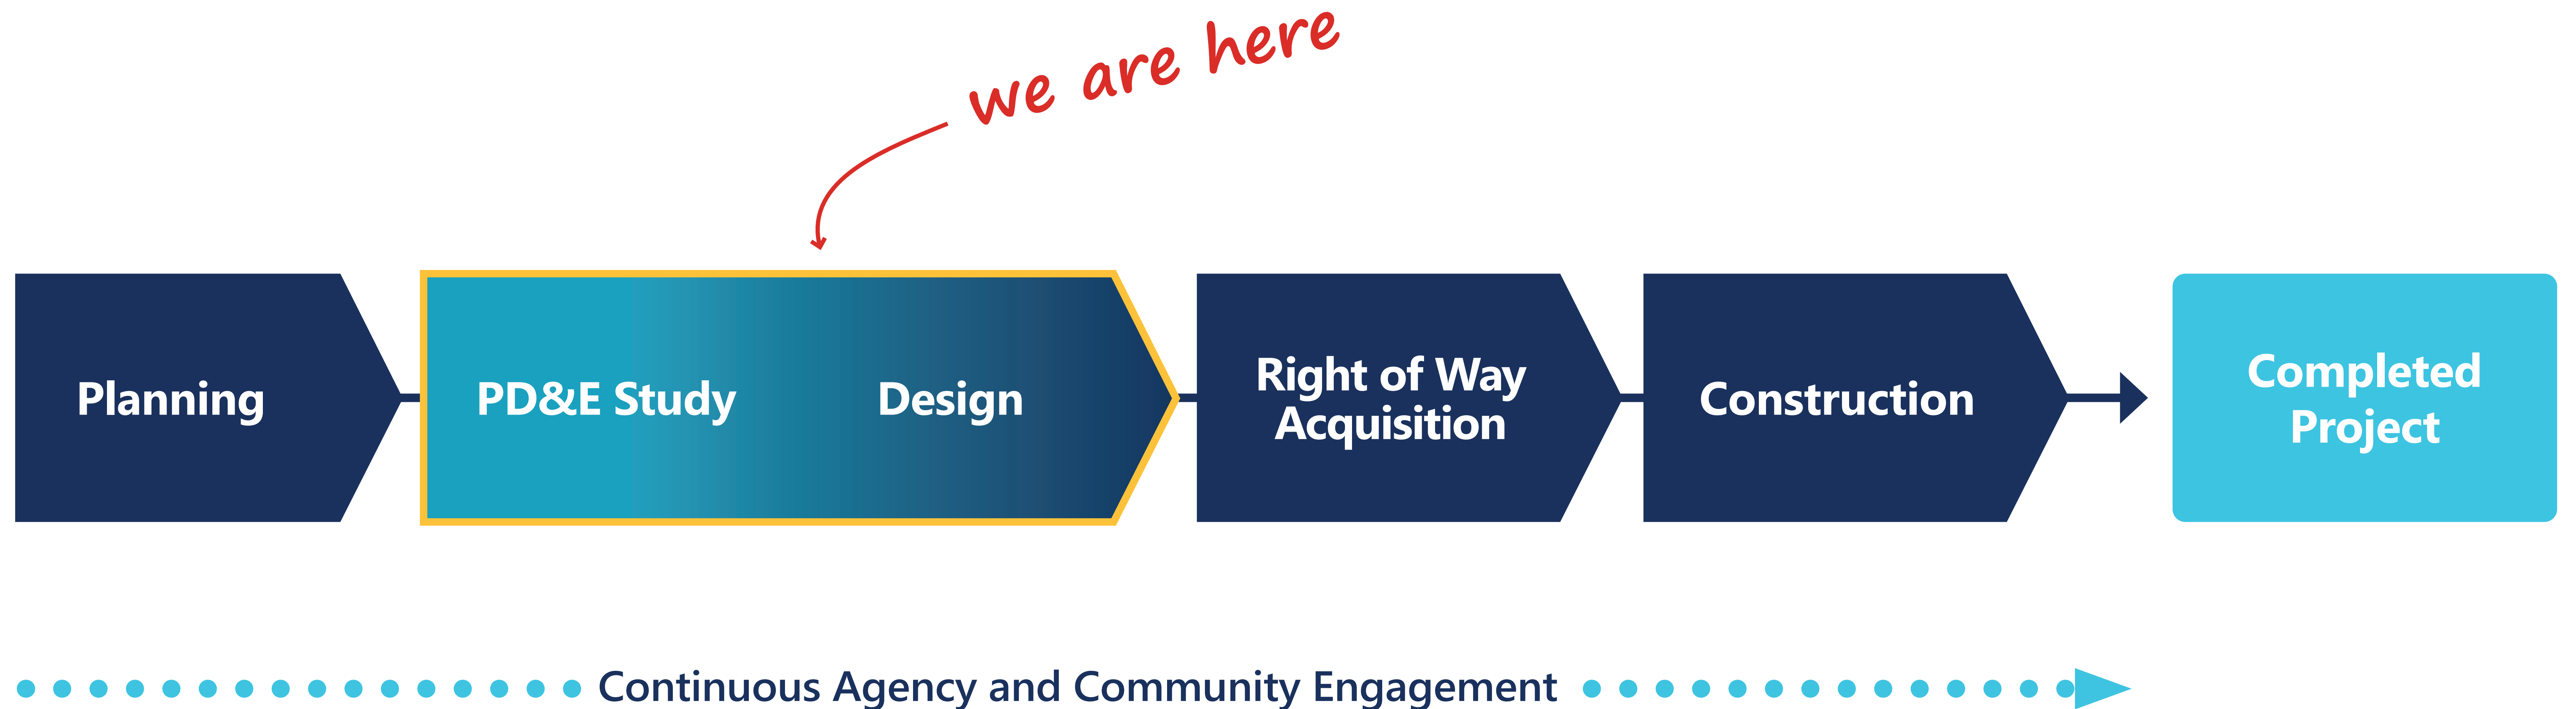 we are here
Planning
PD&E Study
Design
Right of Way
Acquisition
Construction
Completed
Project
Continuous Agency and Community Engagement